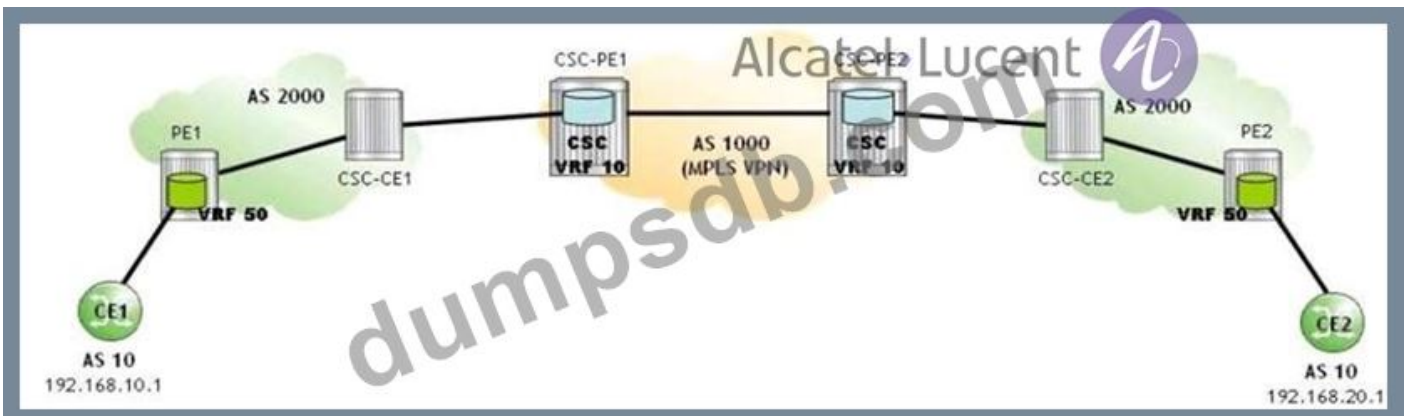 Alcatel-Lucent
CSC-PE1
CSC-PE2
AS 2000
AS 2000
PE1
PE2
CSC
VRF 10
AS 1000
(MPLS VPN)
CSC
VRF 10
CSC-CE1
CSC-CE2
VRF 50
VRF 50
CE1
CE2
AS 10
192.168.10.1
AS 10
192.168.20.1
dumpsdb.com